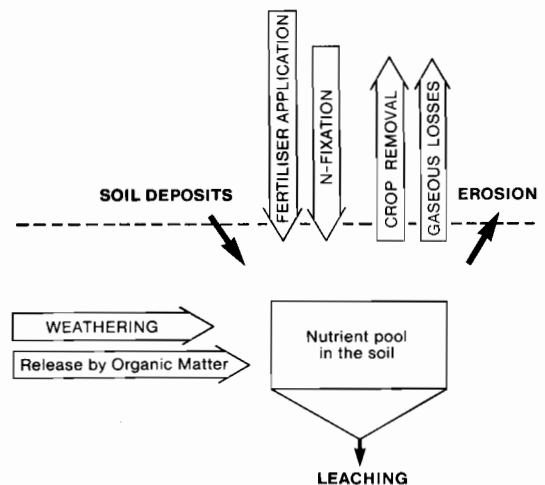 FERTILISER APPLICATION
N-FIXATION
CROP REMOVAL
GASEOUS LOSSES
SOIL DEPOSITS
EROSION
WEATHERING
Release by Organic Matter
Nutrient pool
in the soil
LEACHING